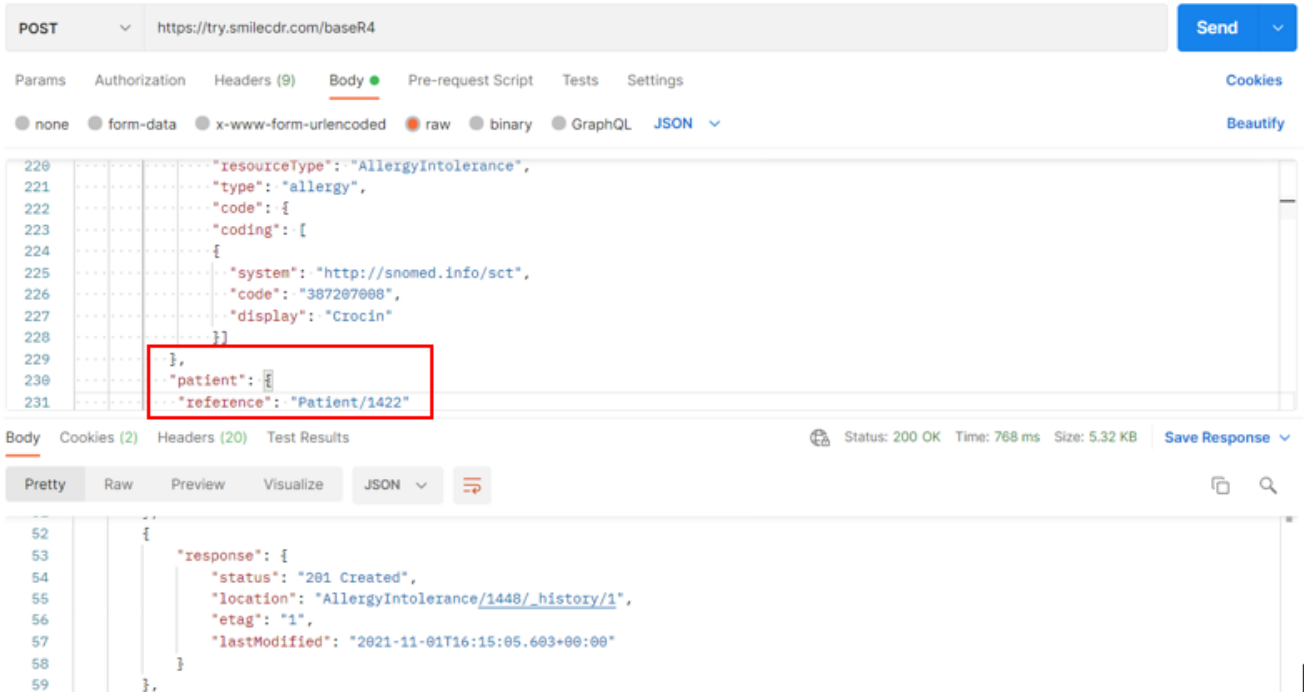 POST https://try.smilecdr.com/baseR4 Send
Params Authorization Headers (9) Body Pre-request Script Tests Settings Cookies
none form-data x-www-form-urlencoded raw binary GraphQL JSON Beautify
220 "resourceType": "AllergyIntolerance",
221 "type": "allergy",
222 "code": {
223 "coding": [
224 {
225 "system": "http://snomed.info/sct",
226 "code": "387207008",
227 "display": "Crocin"
228 }]
229 },
230 "patient": {
231 "reference": "Patient/1422"
Body Cookies (2) Headers (20) Test Results Status: 200 OK Time: 768 ms Size: 5.32 KB Save Response
Pretty Raw Preview Visualize JSON
52 {
53 "response": {
54 "status": "201 Created",
55 "location": "AllergyIntolerance/1448/_history/1",
56 "etag": "1",
57 "lastModified": "2021-11-01T16:15:05.603+00:00"
58 }
59 },